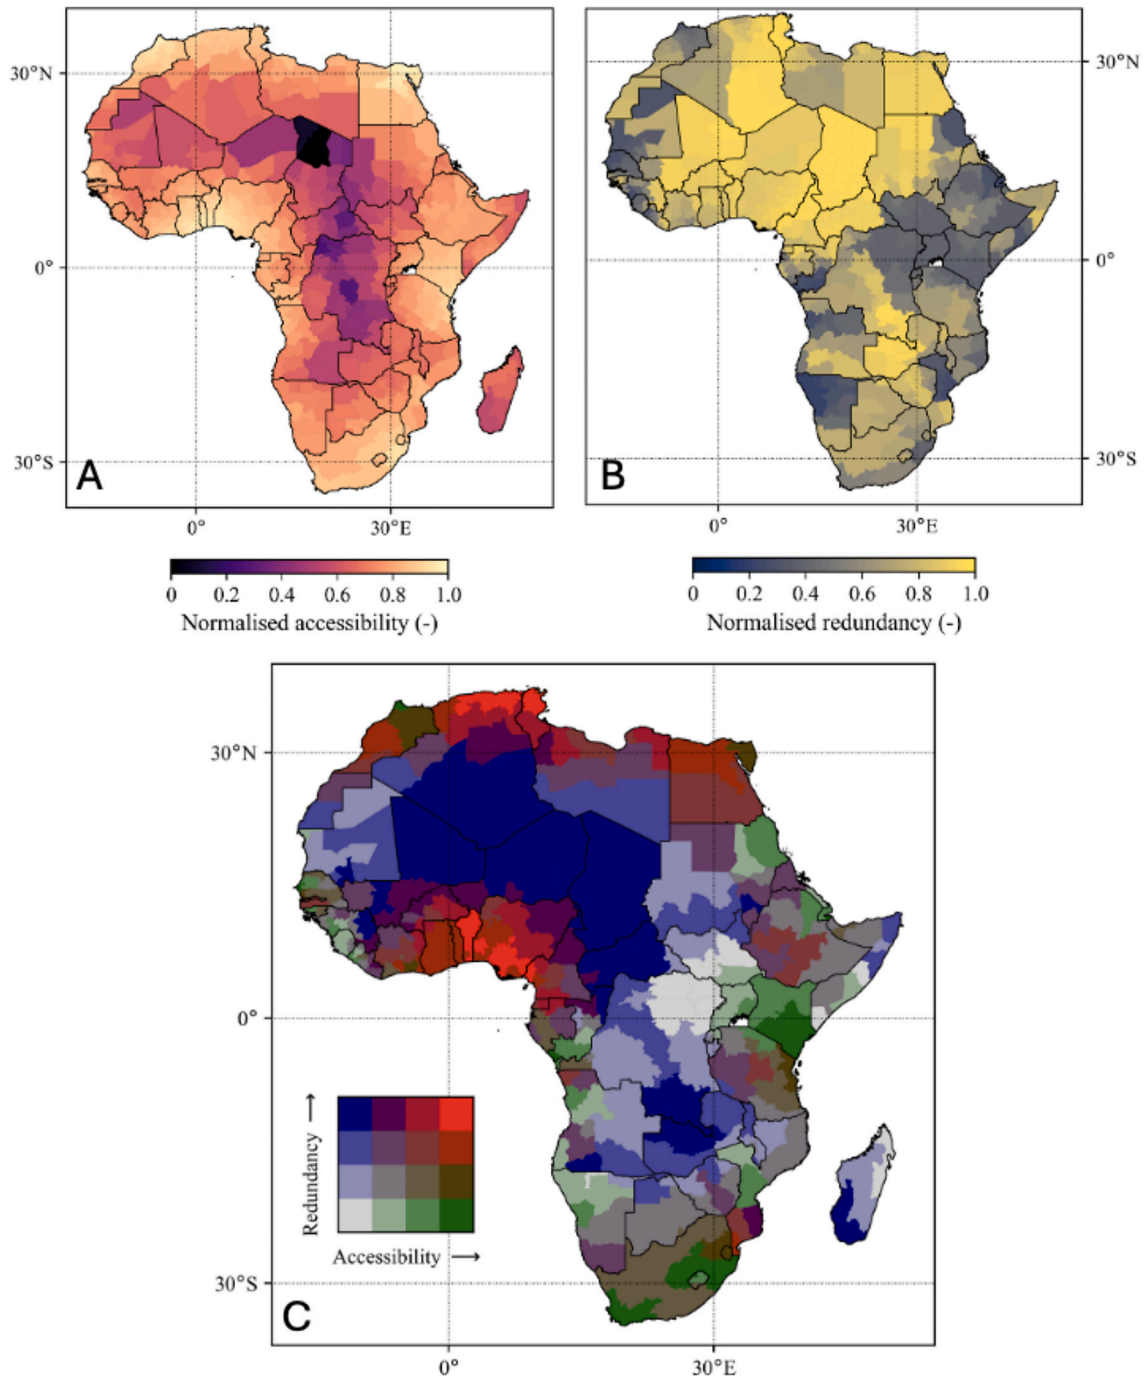 30°N
0°
30°S
A
0°
30°E
0
0.2
0.4
0.6
0.8
1.0
Normalised accessibility (-)
30°N
0°
30°S
B
0°
30°E
0
0.2
0.4
0.6
0.8
1.0
Normalised redundancy (-)
30°N
0°
30°S
Redundancy →
Accessibility →
C
0°
30°E